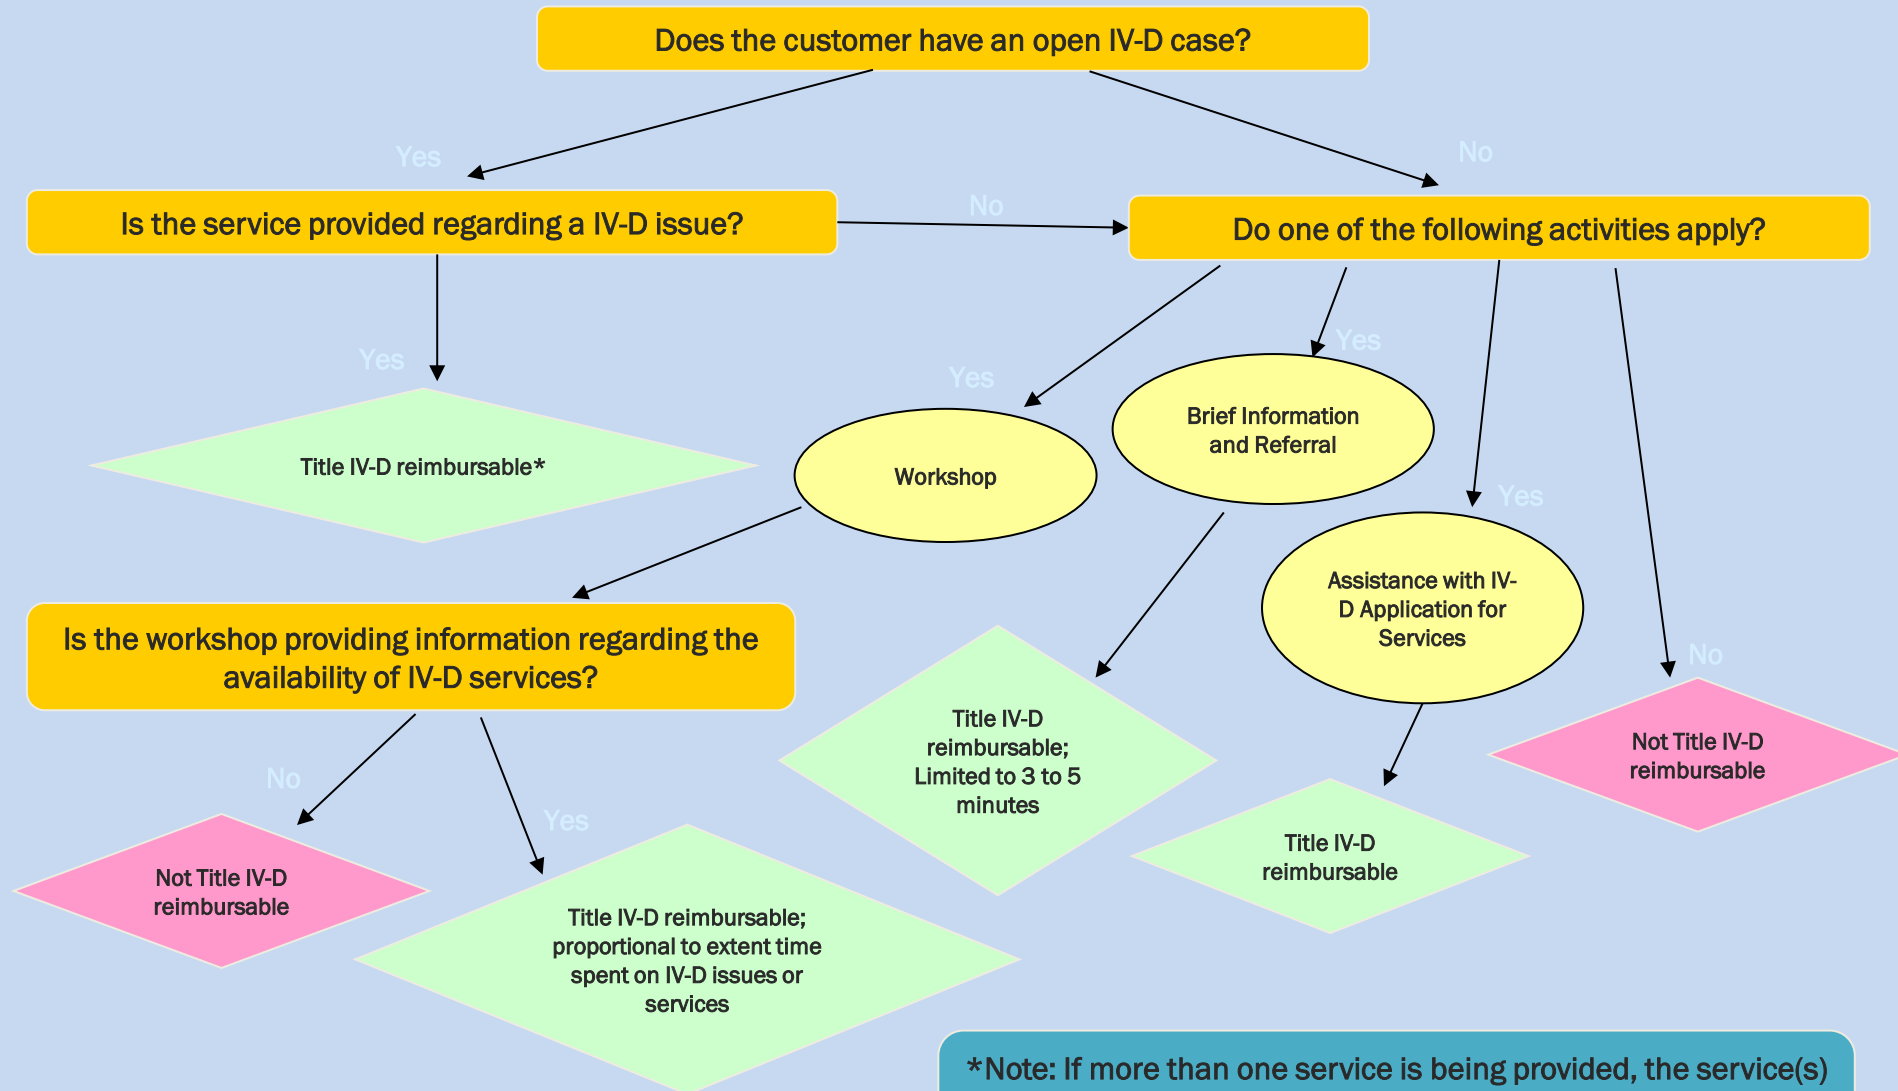 Does the customer have an open IV-D case?
Yes
No
Is the service provided regarding a IV-D issue?
No
Do one of the following activities apply?
Yes
Yes
Yes
Brief Information
and Referral
Title IV-D reimbursable*
Workshop
Yes
Assistance with IV-
D Application for
Services
Is the workshop providing information regarding the
availability of IV-D services?
No
Title IV-D
reimbursable;
Limited to 3 to 5
minutes
Not Title IV-D
reimbursable
No
Yes
Title IV-D
reimbursable
Not Title IV-D
reimbursable
Title IV-D reimbursable;
proportional to extent time
spent on IV-D issues or
services
*Note: If more than one service is being provided, the service(s)